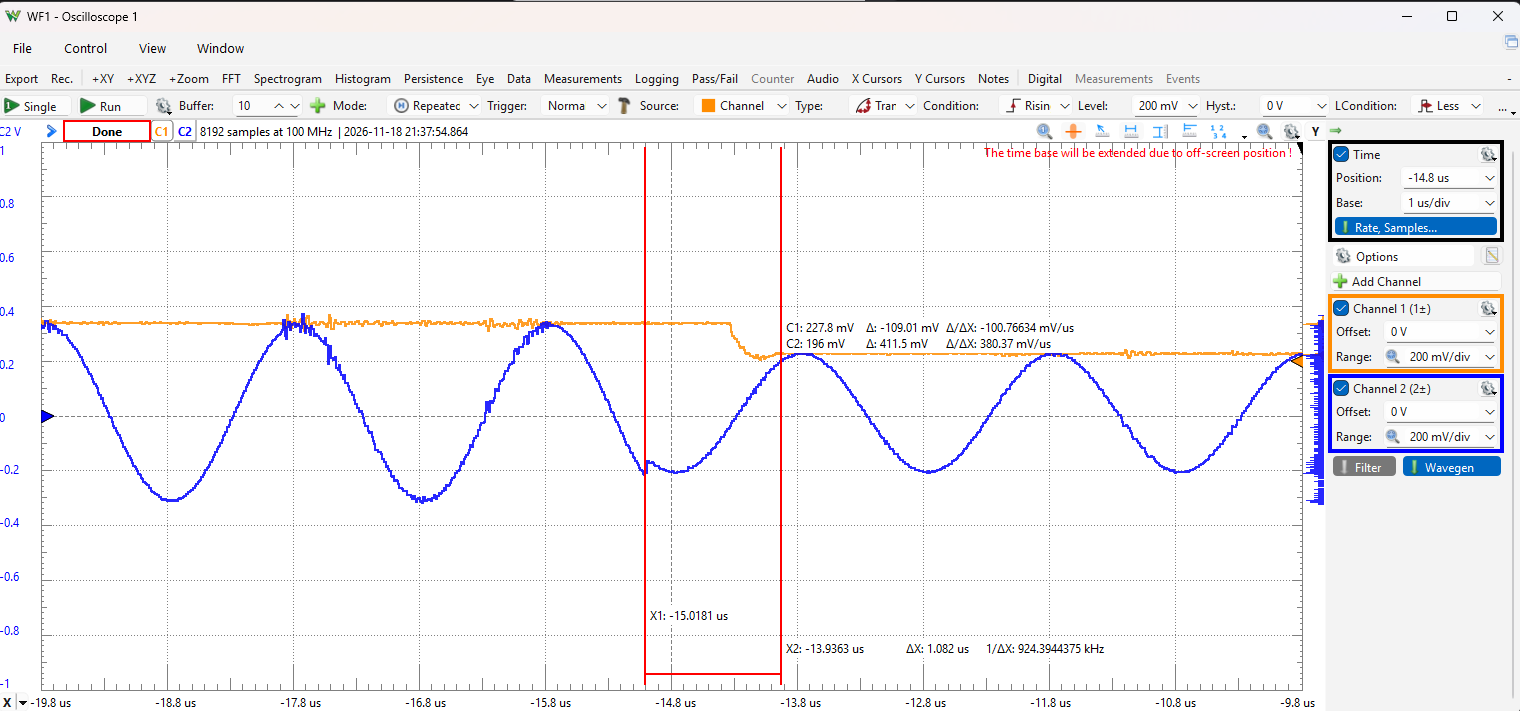 WF1 - Oscilloscope 1
File Control View Window
Export Rec. +XY +XYZ +Zoom FFT Spectrogram Histogram Persistence Eye Data Measurements Logging Pass/Fail Counter Audio X Cursors Y Cursors Notes Digital Measurements Events
Single Run Buffer: 10 Mode: Repeatec Trigger: Norma Source: Channel Type: Trar Condition: Risin Level: 200 mV Hyst.: 0 V LCondition: Less ...
C2 V Done C1 C2 8192 samples at 100 MHz | 2026-11-18 21:37:54.864 Y
The time base will be extended due to off-screen position !
1
0.8
0.6
0.4
0.2
0
-0.2
-0.4
-0.6
-0.8
-1
C1: 227.8 mV Δ: -109.01 mV Δ/ΔX: -100.76634 mV/us
C2: 196 mV Δ: 411.5 mV Δ/ΔX: 380.37 mV/us
X1: -15.0181 us
X2: -13.9363 us ΔX: 1.082 us 1/ΔX: 924.3944375 kHz
X -19.8 us -18.8 us -17.8 us -16.8 us -15.8 us -14.8 us -13.8 us -12.8 us -11.8 us -10.8 us -9.8 us
Time
Position: -14.8 us
Base: 1 us/div
Rate, Samples...
Options
Add Channel
Channel 1 (1±)
Offset: 0 V
Range: 200 mV/div
Channel 2 (2±)
Offset: 0 V
Range: 200 mV/div
Filter Wavegen